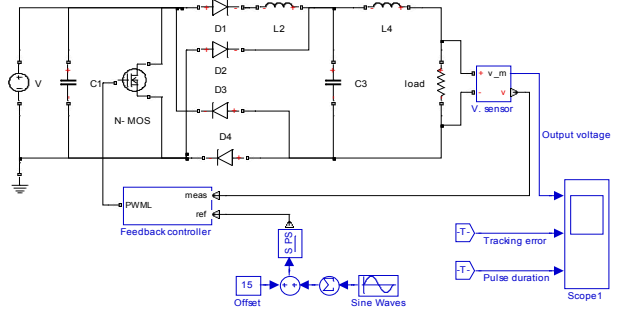 D1
L2
L4
V
C1
D2
C3
load
+ v_m
- v
V. sensor
D3
N- MOS
D4
Output voltage
PWML
meas
ref
Feedback controller
S PS
-T-
Tracking error
15
+ +
Σ
-T-
Pulse duration
Offset
Sine Waves
Scope1